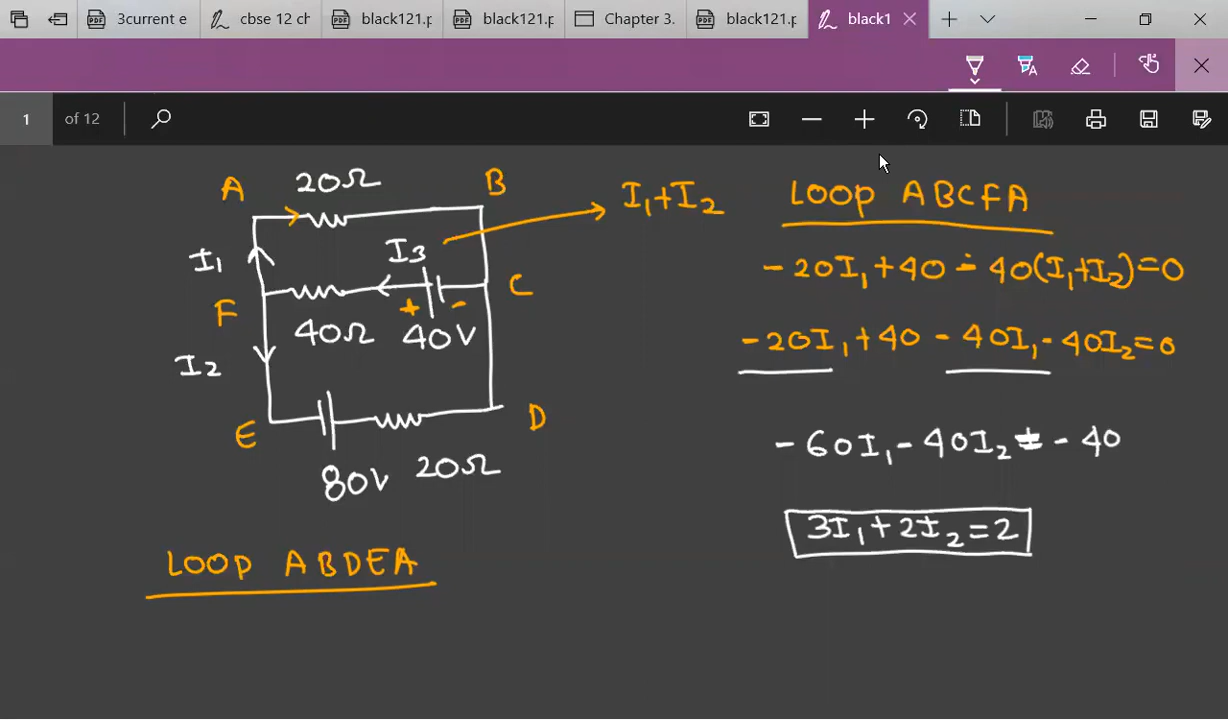 3current e cbse 12 ch black121.p black121.p Chapter 3. black121.p black1
1 of 12
A 20Ω B
I₁+I₂
I₁
I₃
F
C
+ -
40Ω 40V
I₂
E
D
80V 20Ω
LOOP ABDEA
LOOP ABCFA
-20I₁+40-40(I₁+I₂)=0
-20I₁+40-40I₁-40I₂=0
-60I₁-40I₂=-40
3I₁+2I₂=2